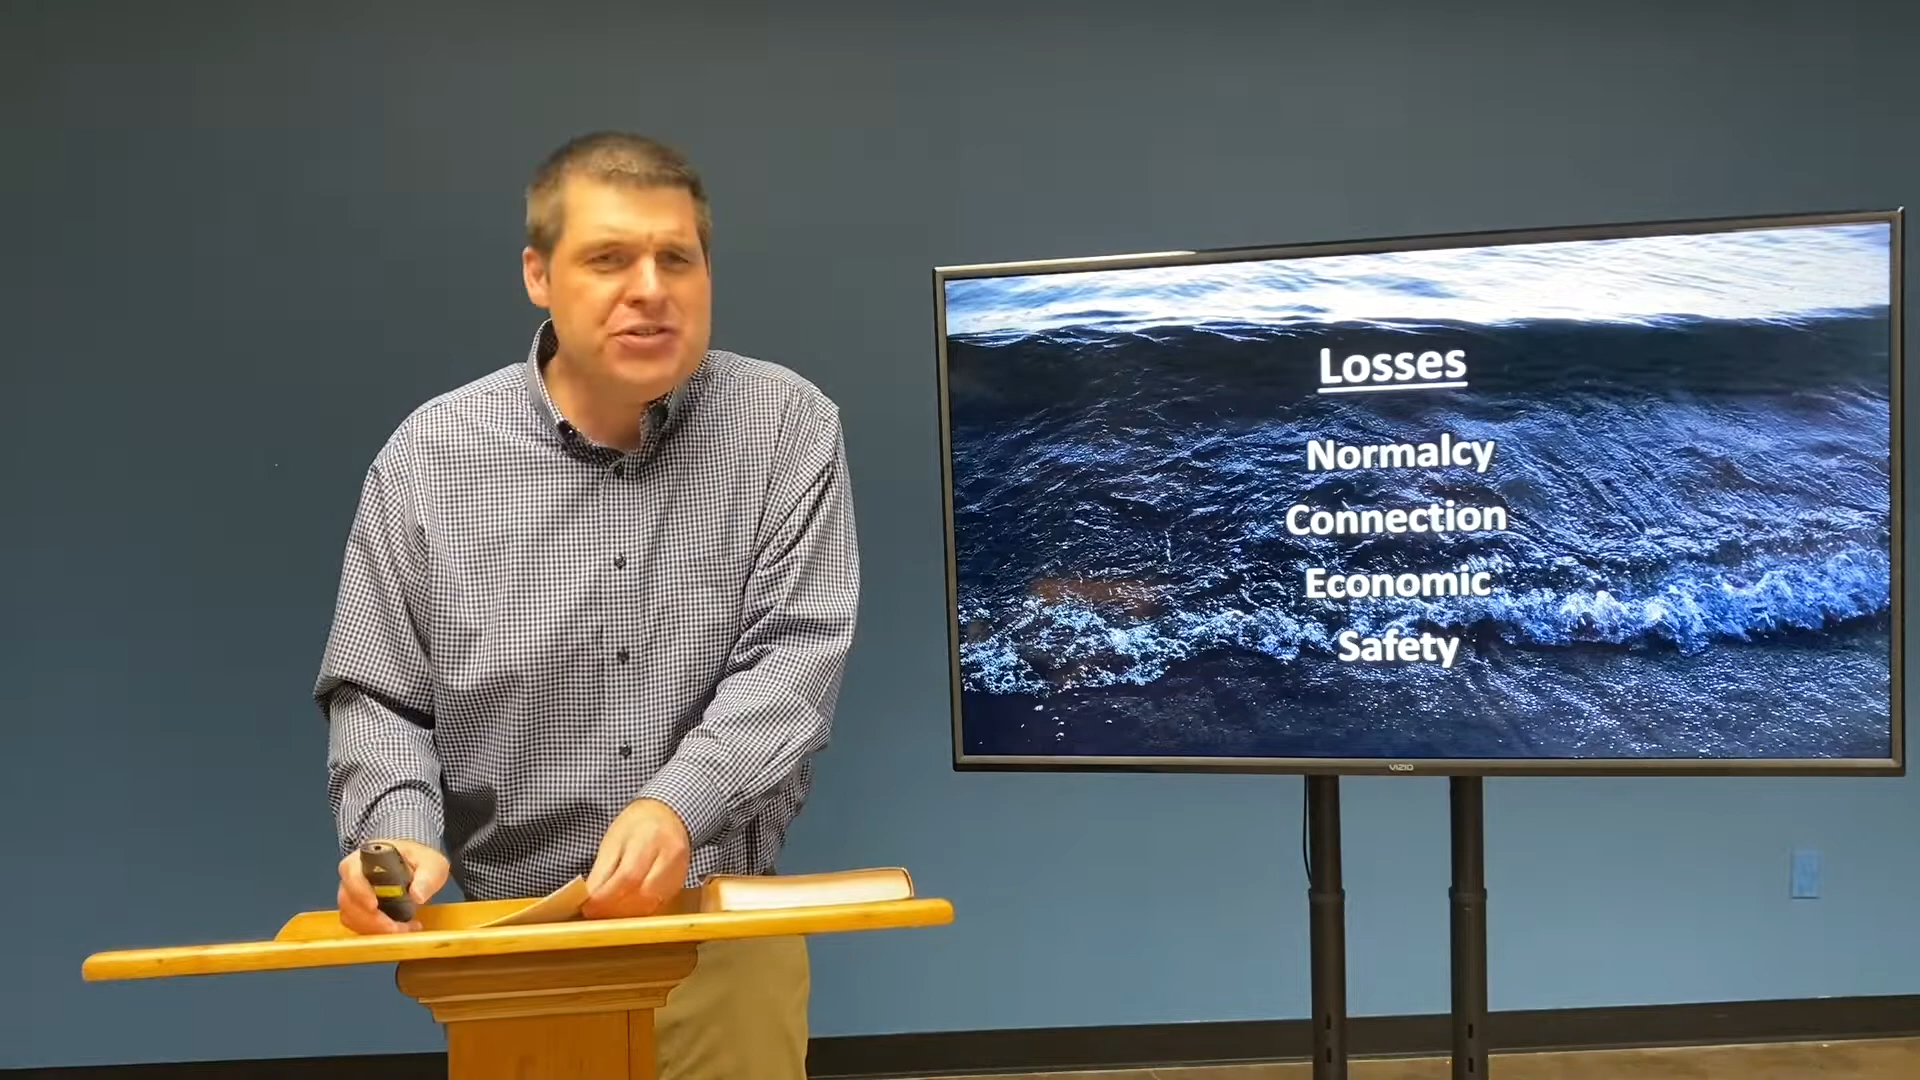 Losses
Normalcy
Connection
Economic
Safety
VIZIO